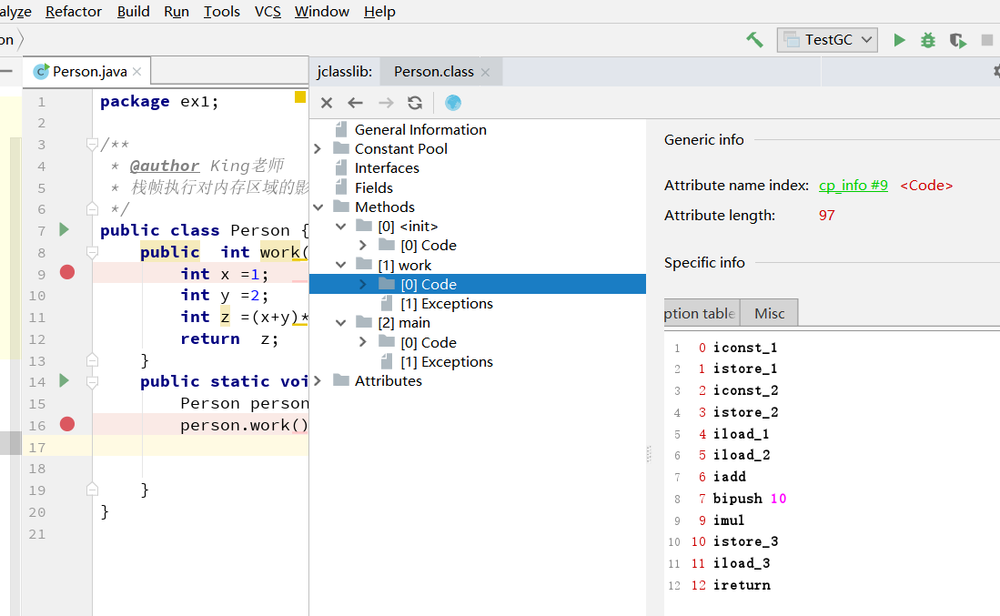 alyze Refactor Build Run Tools VCS Window Help
on TestGC
Person.java jclasslib: Person.class
1 package ex1;
2
3 /**
4 * @author King老师
5 * 栈帧执行对内存区域的影
6 */
7 public class Person {
8 public int work(
9 int x =1;
10 int y =2;
11 int z =(x+y)*
12 return z;
13 }
14 public static voi
15 Person person
16 person.work()
17
18
19 }
20 }
21
General Information
Constant Pool
Interfaces
Fields
Methods
[0] <init>
[0] Code
[1] work
[0] Code
[1] Exceptions
[2] main
[0] Code
[1] Exceptions
Attributes
Generic info
Attribute name index: cp_info #9 <Code>
Attribute length: 97
Specific info
ption table Misc
1 0 iconst_1
2 1 istore_1
3 2 iconst_2
4 3 istore_2
5 4 iload_1
6 5 iload_2
7 6 iadd
8 7 bipush 10
9 9 imul
10 10 istore_3
11 11 iload_3
12 12 ireturn